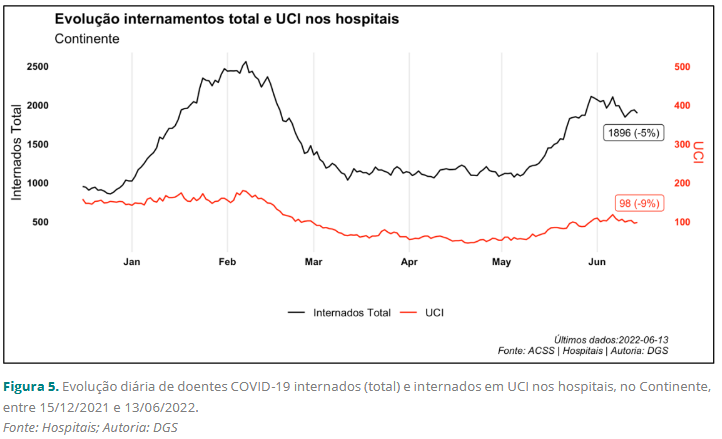 Evolução internamentos total e UCI nos hospitais
Continente
Internados Total
2500
2000
1500
1000
500
500
400
300
200
100
UCI
1896 (-5%)
98 (-9%)
Jan
Feb
Mar
Apr
May
Jun
Internados Total
UCI
Últimos dados:2022-06-13
Fonte: ACSS | Hospitais | Autoria: DGS
Figura 5. Evolução diária de doentes COVID-19 internados (total) e internados em UCI nos hospitais, no Continente,
entre 15/12/2021 e 13/06/2022.
Fonte: Hospitais; Autoria: DGS